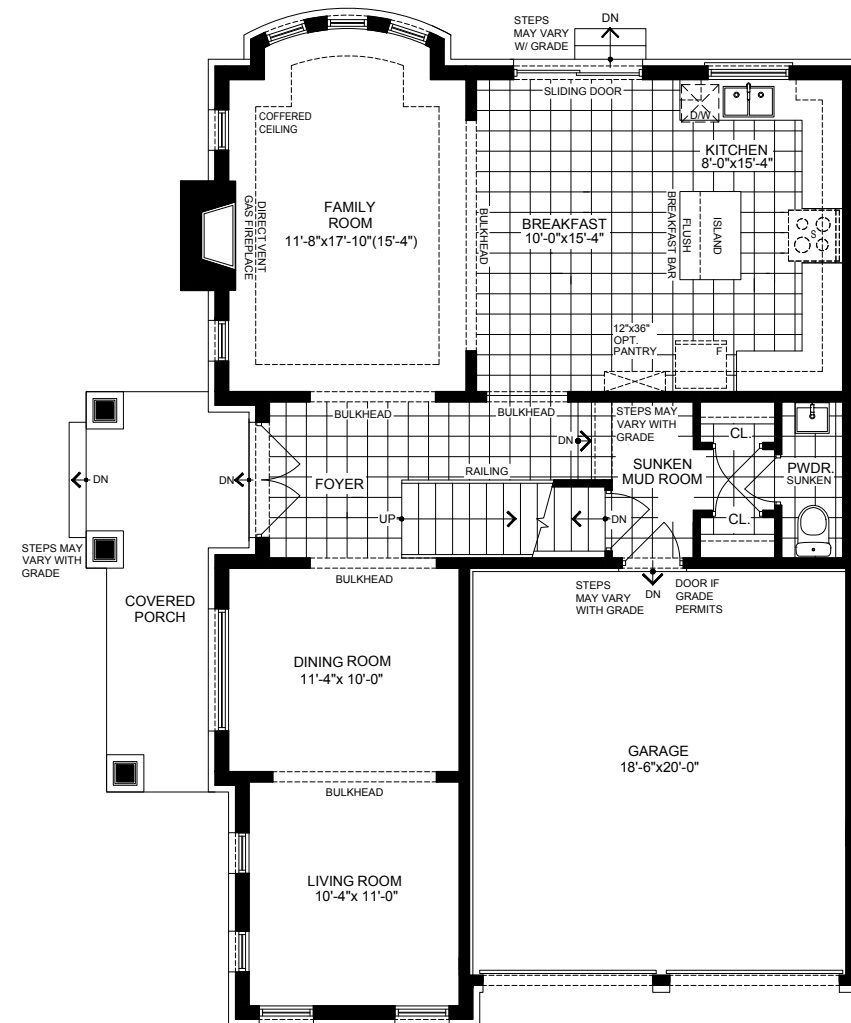 STEPS
MAY VARY
W/ GRADE
DN
SLIDING DOOR
COFFERED
CEILING
D/W
KITCHEN
8'-0"x15'-4"
FAMILY
ROOM
11'-8"x17'-10"(15'-4")
DIRECT VENT
GAS FIREPLACE
BULKHEAD
BREAKFAST
10'-0"x15'-4"
ISLAND
FLUSH
BREAKFAST BAR
S
12"x36"
OPT.
PANTRY
F
BULKHEAD
BULKHEAD
STEPS MAY
VARY WITH
GRADE
DN
CL.
SUNKEN
MUD ROOM
PWDR.
SUNKEN
RAILING
DN
DN
FOYER
UP
DN
CL.
STEPS MAY
VARY WITH
GRADE
BULKHEAD
STEPS
MAY VARY
WITH GRADE
DN
DOOR IF
GRADE
PERMITS
COVERED
PORCH
DINING ROOM
11'-4"x 10'-0"
GARAGE
18'-6"x20'-0"
BULKHEAD
LIVING ROOM
10'-4"x 11'-0"